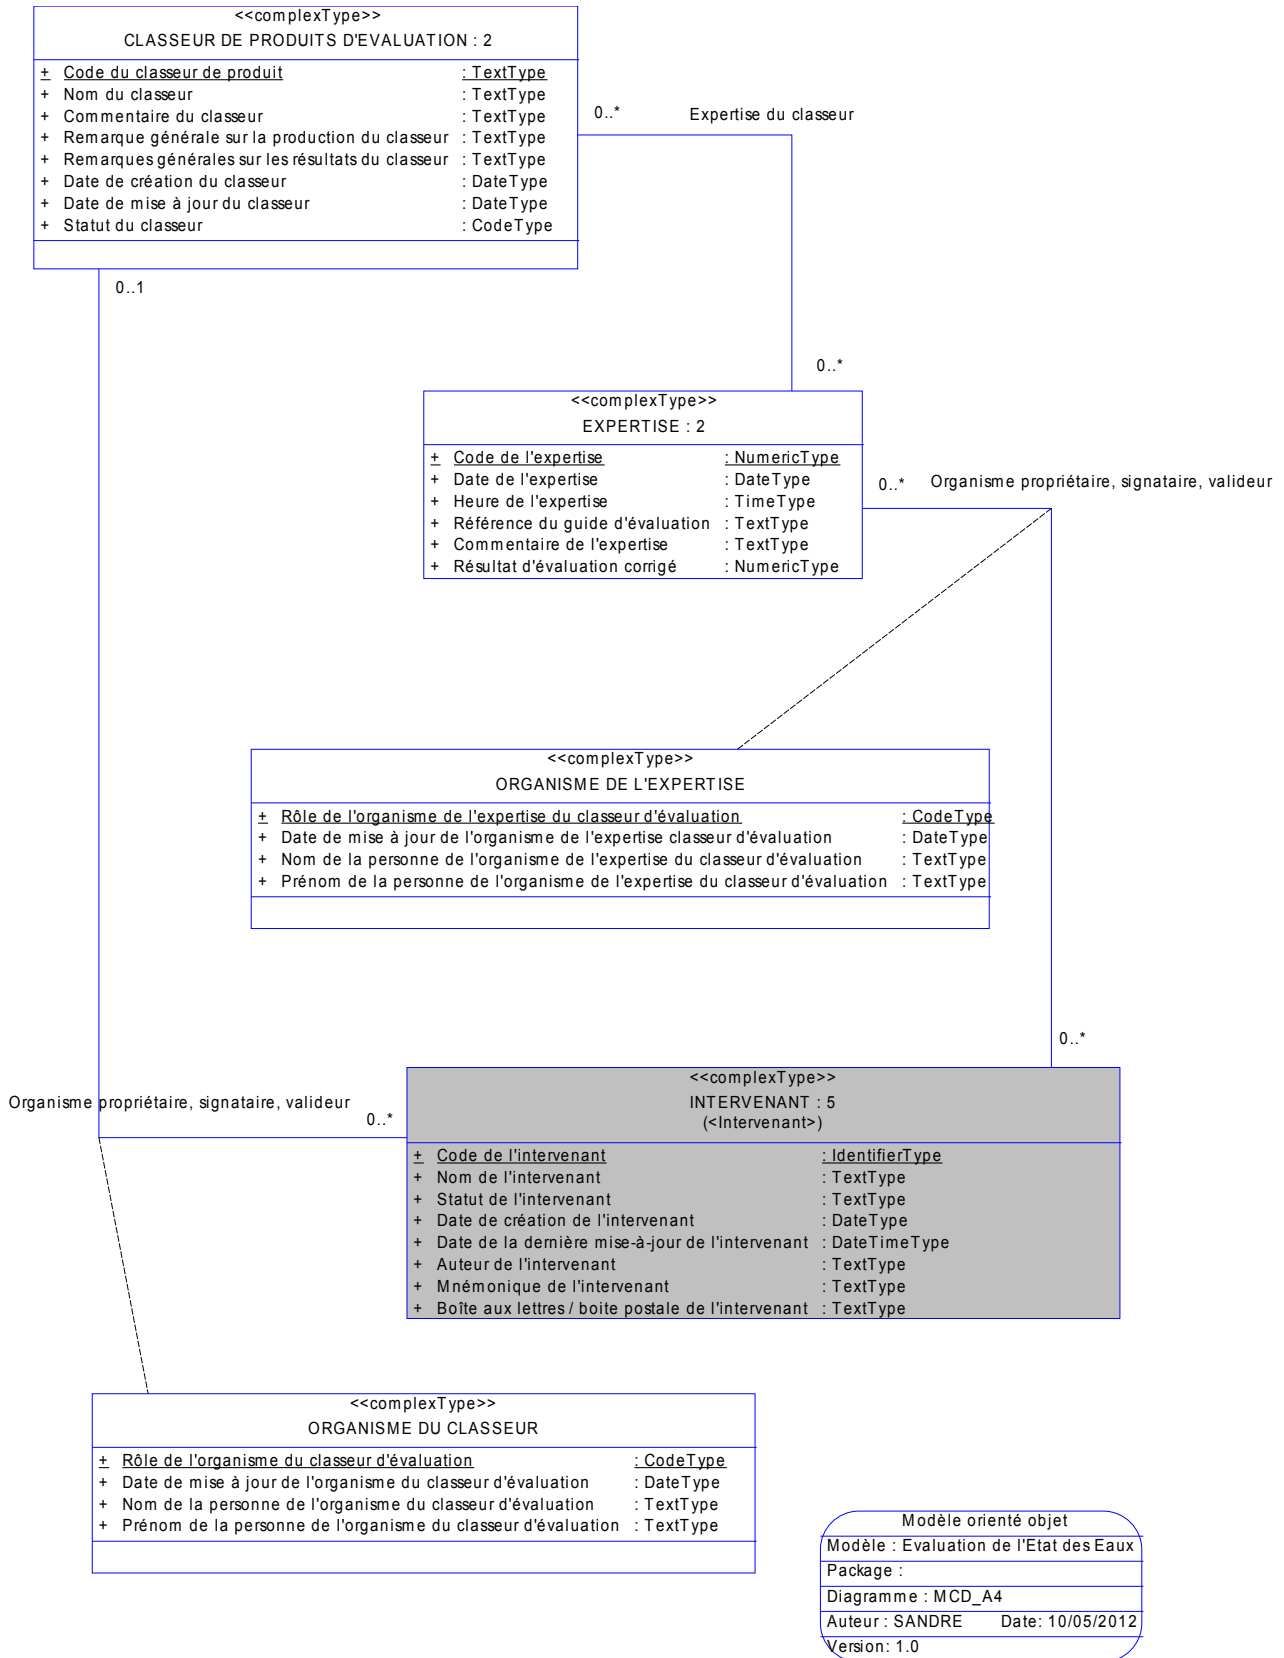 <<complexType>>
CLASSEUR DE PRODUITS D'EVALUATION : 2
+ Code du classeur de produit : TextType
+ Nom du classeur : TextType
+ Commentaire du classeur : TextType
+ Remarque générale sur la production du classeur : TextType
+ Remarques générales sur les résultats du classeur : TextType
+ Date de création du classeur : DateType
+ Date de mise à jour du classeur : DateType
+ Statut du classeur : CodeType
0..* Expertise du classeur
0..1
0..*
<<complexType>>
EXPERTISE : 2
+ Code de l'expertise : NumericType
+ Date de l'expertise : DateType
+ Heure de l'expertise : TimeType
+ Référence du guide d'évaluation : TextType
+ Commentaire de l'expertise : TextType
+ Résultat d'évaluation corrigé : NumericType
0..* Organisme propriétaire, signataire, valideur
<<complexType>>
ORGANISME DE L'EXPERTISE
+ Rôle de l'organisme de l'expertise du classeur d'évaluation : CodeType
+ Date de mise à jour de l'organisme de l'expertise classeur d'évaluation : DateType
+ Nom de la personne de l'organisme de l'expertise du classeur d'évaluation : TextType
+ Prénom de la personne de l'organisme de l'expertise du classeur d'évaluation : TextType
0..*
Organisme propriétaire, signataire, valideur
0..*
<<complexType>>
INTERVENANT : 5
(<Intervenant>)
+ Code de l'intervenant : IdentifierType
+ Nom de l'intervenant : TextType
+ Statut de l'intervenant : TextType
+ Date de création de l'intervenant : DateType
+ Date de la dernière mise-à-jour de l'intervenant : DateTimeType
+ Auteur de l'intervenant : TextType
+ Mnémonique de l'intervenant : TextType
+ Boîte aux lettres / boite postale de l'intervenant : TextType
<<complexType>>
ORGANISME DU CLASSEUR
+ Rôle de l'organisme du classeur d'évaluation : CodeType
+ Date de mise à jour de l'organisme du classeur d'évaluation : DateType
+ Nom de la personne de l'organisme du classeur d'évaluation : TextType
+ Prénom de la personne de l'organisme du classeur d'évaluation : TextType
Modèle orienté objet
Modèle : Evaluation de l'Etat des Eaux
Package :
Diagramme : MCD_A4
Auteur : SANDRE Date: 10/05/2012
Version: 1.0